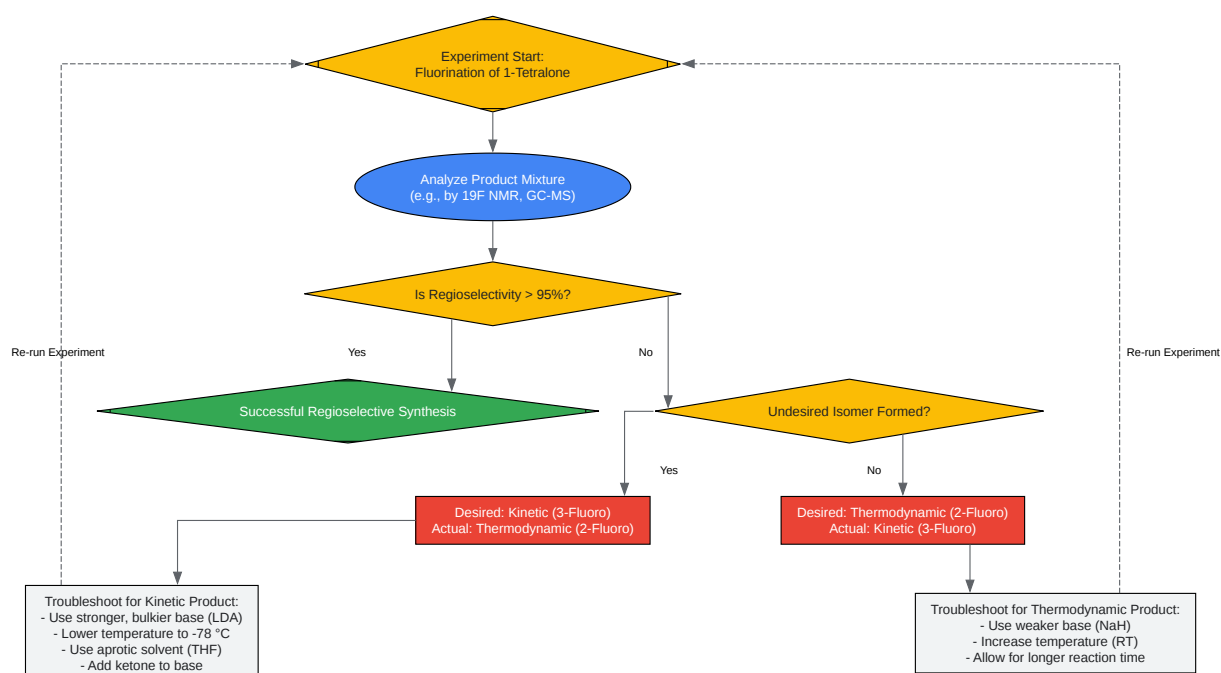 Experiment Start:
Fluorination of 1-Tetralone
Analyze Product Mixture
(e.g., by 19F NMR, GC-MS)
Is Regioselectivity > 95%?
Re-run Experiment
Yes
No
Re-run Experiment
Successful Regioselective Synthesis
Undesired Isomer Formed?
Yes
No
Desired: Kinetic (3-Fluoro)
Actual: Thermodynamic (2-Fluoro)
Desired: Thermodynamic (2-Fluoro)
Actual: Kinetic (3-Fluoro)
Troubleshoot for Kinetic Product:
- Use stronger, bulkier base (LDA)
- Lower temperature to -78 °C
- Use aprotic solvent (THF)
- Add ketone to base
Troubleshoot for Thermodynamic Product:
- Use weaker base (NaH)
- Increase temperature (RT)
- Allow for longer reaction time